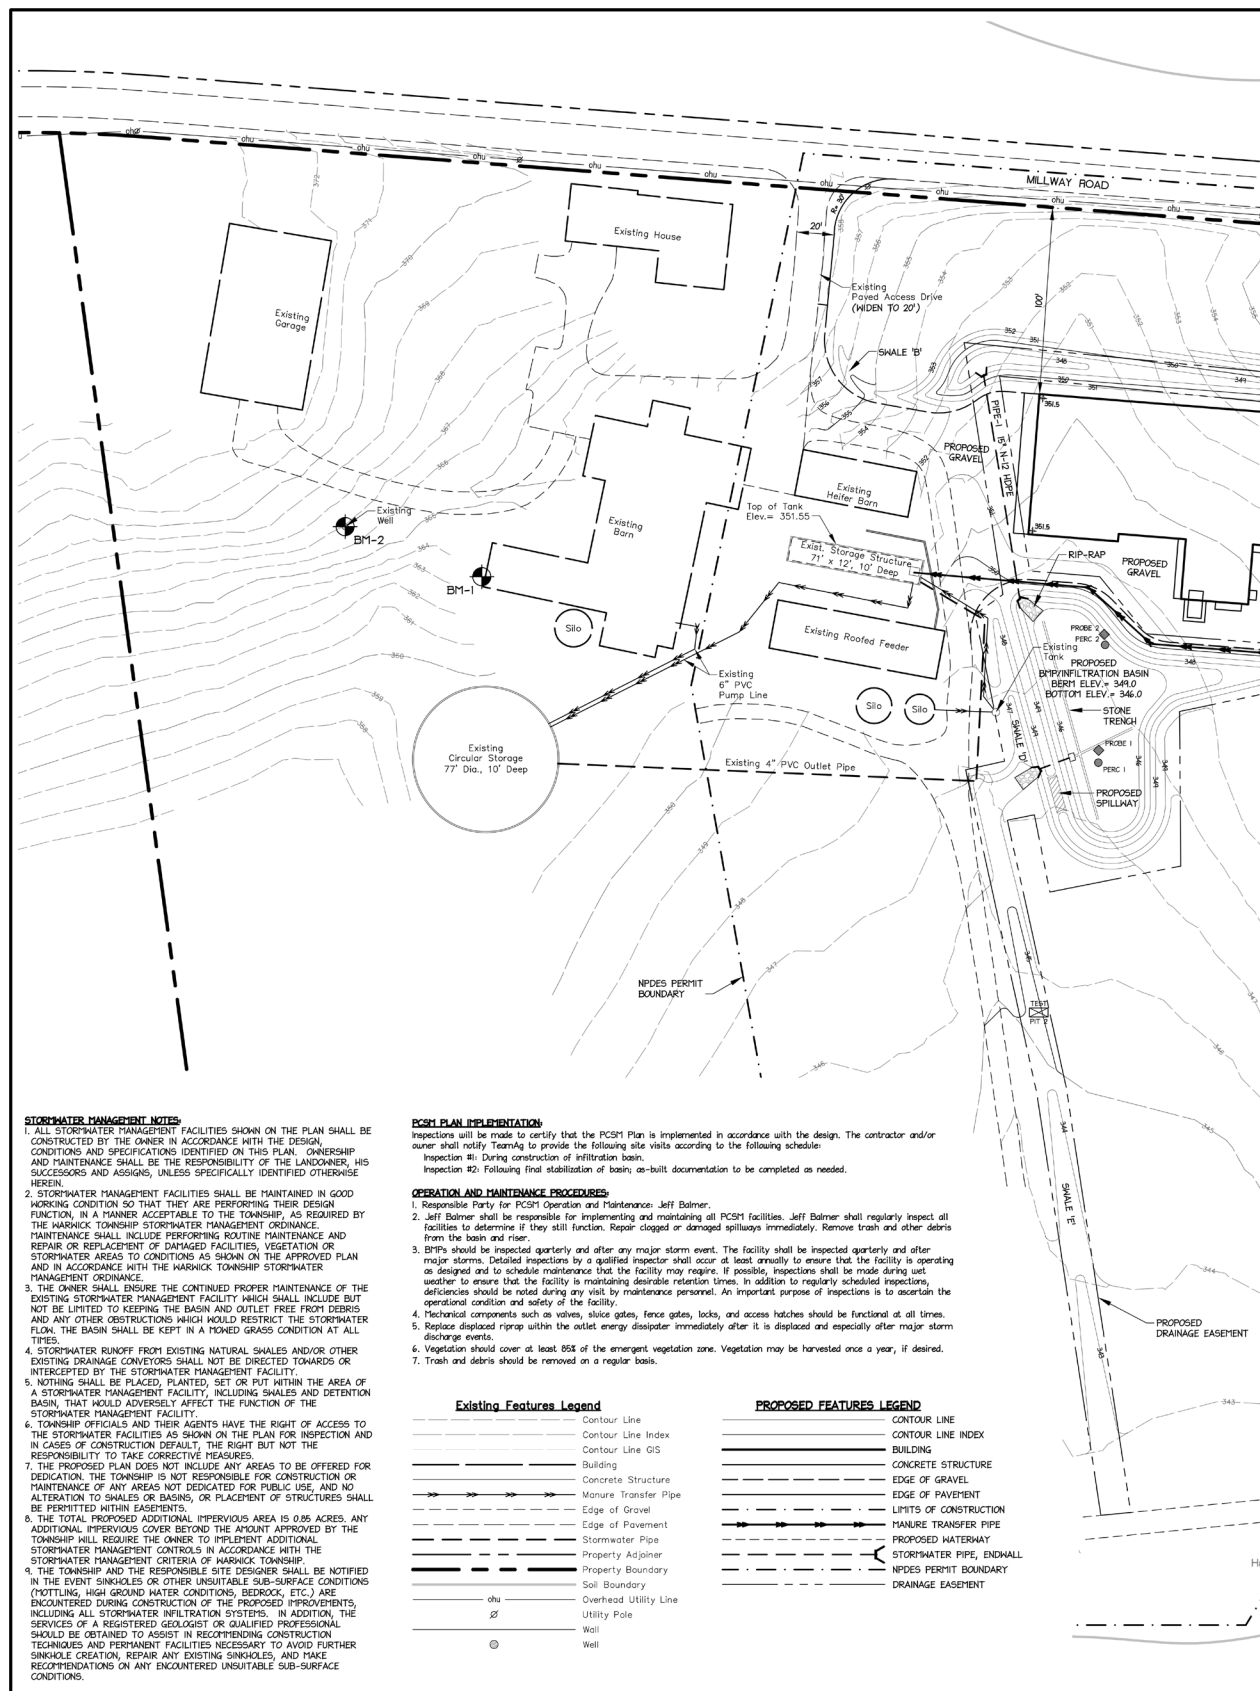 MILLWAY ROAD
ohu
ohu
ohu
ohu
ohu
ohu
ohu
ohu
ohu
ohu
372
371
370
369
368
367
366
365
364
363
362
361
360
359
358
R= 30'
20'
100'
Existing House
Existing
Garage
Existing
Paved Access Drive
(WIDEN TO 20')
SWALE 'B'
PIPE-1 15" N-12 HDPE
PROPOSED
GRAVEL
351.5
351.5
Existing
Well
BM-2
BM-1
Existing
Barn
Silo
Existing
Heifer Barn
Top of Tank
Elev.= 351.55
Exist. Storage Structure
71' x 12', 10' Deep
Existing Roofed Feeder
RIP-RAP
PROPOSED
GRAVEL
PROBE 2
PERC 2
Existing
Tank
PROPOSED
BMP/INFILTRATION BASIN
BERM ELEV.= 349.0
BOTTOM ELEV.= 346.0
STONE
TRENCH
PROBE 1
PERC 1
SWALE 'D'
PROPOSED
SPILLWAY
Existing
6" PVC
Pump Line
Silo
Silo
Existing
Circular Storage
77' Dia., 10' Deep
Existing 4" PVC Outlet Pipe
350
349
348
347
346
NPDES PERMIT
BOUNDARY
TEST
PIT 2
SWALE 'E'
347
346
345
344
343
PROPOSED
DRAINAGE EASEMENT
STORMWATER MANAGEMENT NOTES:
1. ALL STORMWATER MANAGEMENT FACILITIES SHOWN ON THE PLAN SHALL BE
CONSTRUCTED BY THE OWNER IN ACCORDANCE WITH THE DESIGN,
CONDITIONS AND SPECIFICATIONS IDENTIFIED ON THIS PLAN. OWNERSHIP
AND MAINTENANCE SHALL BE THE RESPONSIBILITY OF THE LANDOWNER, HIS
SUCCESSORS AND ASSIGNS, UNLESS SPECIFICALLY IDENTIFIED OTHERWISE
HEREIN.
2. STORMWATER MANAGEMENT FACILITIES SHALL BE MAINTAINED IN GOOD
WORKING CONDITION SO THAT THEY ARE PERFORMING THEIR DESIGN
FUNCTION, IN A MANNER ACCEPTABLE TO THE TOWNSHIP, AS REQUIRED BY
THE WARWICK TOWNSHIP STORMWATER MANAGEMENT ORDINANCE.
MAINTENANCE SHALL INCLUDE PERFORMING ROUTINE MAINTENANCE AND
REPAIR OR REPLACEMENT OF DAMAGED FACILITIES, VEGETATION OR
STORMWATER AREAS TO CONDITIONS AS SHOWN ON THE APPROVED PLAN
AND IN ACCORDANCE WITH THE WARWICK TOWNSHIP STORMWATER
MANAGEMENT ORDINANCE.
3. THE OWNER SHALL ENSURE THE CONTINUED PROPER MAINTENANCE OF THE
EXISTING STORMWATER MANAGEMENT FACILITY WHICH SHALL INCLUDE BUT
NOT BE LIMITED TO KEEPING THE BASIN AND OUTLET FREE FROM DEBRIS
AND ANY OTHER OBSTRUCTIONS WHICH WOULD RESTRICT THE STORMWATER
FLOW. THE BASIN SHALL BE KEPT IN A MOWED GRASS CONDITION AT ALL
TIMES.
4. STORMWATER RUNOFF FROM EXISTING NATURAL SWALES AND/OR OTHER
EXISTING DRAINAGE CONVEYORS SHALL NOT BE DIRECTED TOWARDS OR
INTERCEPTED BY THE STORMWATER MANAGEMENT FACILITY.
5. NOTHING SHALL BE PLACED, PLANTED, SET OR PUT WITHIN THE AREA OF
A STORMWATER MANAGEMENT FACILITY, INCLUDING SWALES AND DETENTION
BASIN, THAT WOULD ADVERSELY AFFECT THE FUNCTION OF THE
STORMWATER MANAGEMENT FACILITY.
6. TOWNSHIP OFFICIALS AND THEIR AGENTS HAVE THE RIGHT OF ACCESS TO
THE STORMWATER FACILITIES AS SHOWN ON THE PLAN FOR INSPECTION AND
IN CASES OF CONSTRUCTION DEFAULT, THE RIGHT BUT NOT THE
RESPONSIBILITY TO TAKE CORRECTIVE MEASURES.
7. THE PROPOSED PLAN DOES NOT INCLUDE ANY AREAS TO BE OFFERED FOR
DEDICATION. THE TOWNSHIP IS NOT RESPONSIBLE FOR CONSTRUCTION OR
MAINTENANCE OF ANY AREAS NOT DEDICATED FOR PUBLIC USE, AND NO
ALTERATION TO SWALES OR BASINS, OR PLACEMENT OF STRUCTURES SHALL
BE PERMITTED WITHIN EASEMENTS.
8. THE TOTAL PROPOSED ADDITIONAL IMPERVIOUS AREA IS 0.85 ACRES. ANY
ADDITIONAL IMPERVIOUS COVER BEYOND THE AMOUNT APPROVED BY THE
TOWNSHIP WILL REQUIRE THE OWNER TO IMPLEMENT ADDITIONAL
STORMWATER MANAGEMENT CONTROLS IN ACCORDANCE WITH THE
STORMWATER MANAGEMENT CRITERIA OF WARWICK TOWNSHIP.
9. THE TOWNSHIP AND THE RESPONSIBLE SITE DESIGNER SHALL BE NOTIFIED
IN THE EVENT SINKHOLES OR OTHER UNSUITABLE SUB-SURFACE CONDITIONS
(MOTTLING, HIGH GROUND WATER CONDITIONS, BEDROCK, ETC.) ARE
ENCOUNTERED DURING CONSTRUCTION OF THE PROPOSED IMPROVEMENTS,
INCLUDING ALL STORMWATER INFILTRATION SYSTEMS. IN ADDITION, THE
SERVICES OF A REGISTERED GEOLOGIST OR QUALIFIED PROFESSIONAL
SHOULD BE OBTAINED TO ASSIST IN RECOMMENDING CONSTRUCTION
TECHNIQUES AND PERMANENT FACILITIES NECESSARY TO AVOID FURTHER
SINKHOLE CREATION, REPAIR ANY EXISTING SINKHOLES, AND MAKE
RECOMMENDATIONS ON ANY ENCOUNTERED UNSUITABLE SUB-SURFACE
CONDITIONS.
PCSM PLAN IMPLEMENTATION:
Inspections will be made to certify that the PCSM Plan is implemented in accordance with the design. The contractor and/or
owner shall notify TeamAg to provide the following site visits according to the following schedule:
Inspection #1: During construction of infiltration basin.
Inspection #2: Following final stabilization of basin; as-built documentation to be completed as needed.
OPERATION AND MAINTENANCE PROCEDURES:
1. Responsible Party for PCSM Operation and Maintenance: Jeff Balmer.
2. Jeff Balmer shall be responsible for implementing and maintaining all PCSM facilities. Jeff Balmer shall regularly inspect all
facilities to determine if they still function. Repair clogged or damaged spillways immediately. Remove trash and other debris
from the basin and riser.
3. BMPs should be inspected quarterly and after any major storm event. The facility shall be inspected quarterly and after
major storms. Detailed inspections by a qualified inspector shall occur at least annually to ensure that the facility is operating
as designed and to schedule maintenance that the facility may require. If possible, inspections shall be made during wet
weather to ensure that the facility is maintaining desirable retention times. In addition to regularly scheduled inspections,
deficiencies should be noted during any visit by maintenance personnel. An important purpose of inspections is to ascertain the
operational condition and safety of the facility.
4. Mechanical components such as valves, sluice gates, fence gates, locks, and access hatches should be functional at all times.
5. Replace displaced riprap within the outlet energy dissipater immediately after it is displaced and especially after major storm
discharge events.
6. Vegetation should cover at least 85% of the emergent vegetation zone. Vegetation may be harvested once a year, if desired.
7. Trash and debris should be removed on a regular basis.
Existing Features Legend
Contour Line
Contour Line Index
Contour Line GIS
Building
Concrete Structure
Manure Transfer Pipe
Edge of Gravel
Edge of Pavement
Stormwater Pipe
Property Adjoiner
Property Boundary
Soil Boundary
ohu Overhead Utility Line
Utility Pole
Wall
Well
PROPOSED FEATURES LEGEND
CONTOUR LINE
CONTOUR LINE INDEX
BUILDING
CONCRETE STRUCTURE
EDGE OF GRAVEL
EDGE OF PAVEMENT
LIMITS OF CONSTRUCTION
MANURE TRANSFER PIPE
PROPOSED WATERWAY
STORMWATER PIPE, ENDWALL
NPDES PERMIT BOUNDARY
DRAINAGE EASEMENT